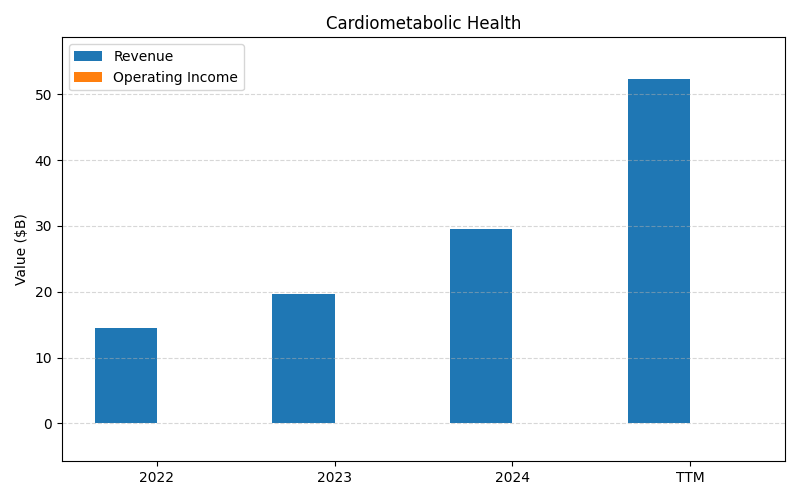 Cardiometabolic Health
Revenue
Operating Income
Value ($B)
50
40
30
20
10
0
2022 2023 2024 TTM